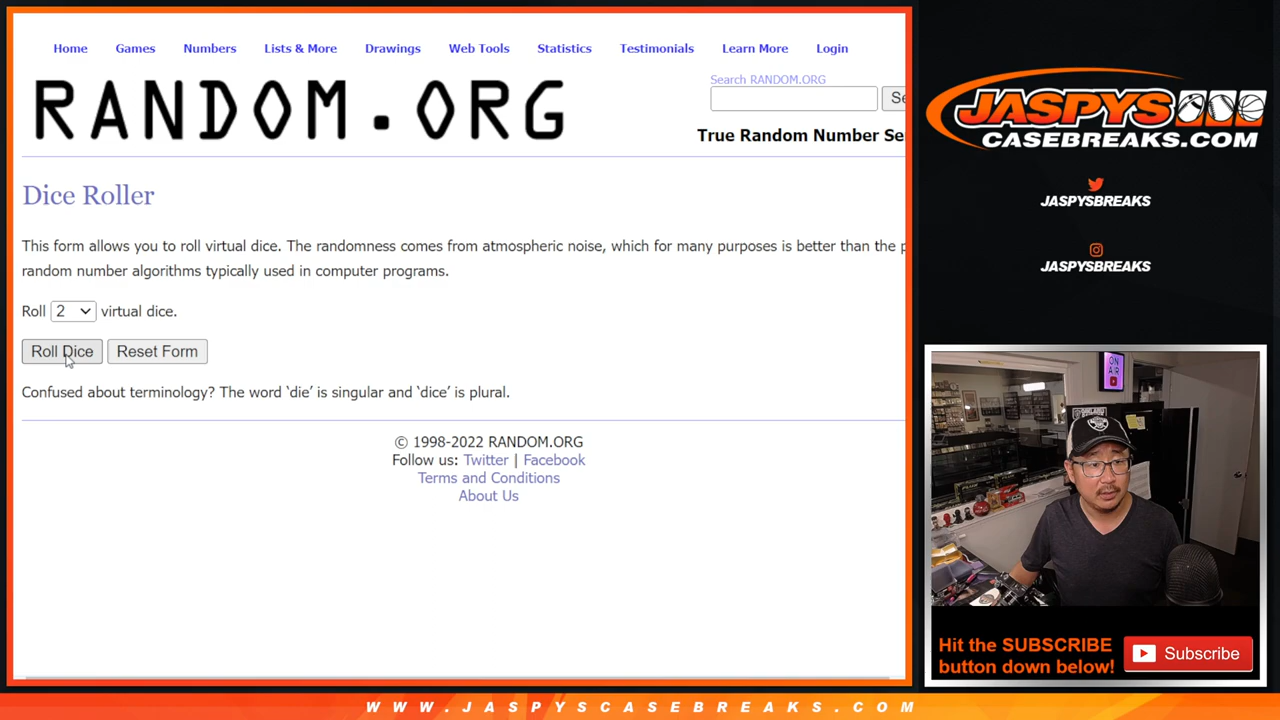 Home Games Numbers Lists & More Drawings Web Tools Statistics Testimonials Learn More Login
RANDOM.ORG
Search RANDOM.ORG
Se
True Random Number Se
Dice Roller
This form allows you to roll virtual dice. The randomness comes from atmospheric noise, which for many purposes is better than the p
random number algorithms typically used in computer programs.
Roll 2 virtual dice.
Roll Dice Reset Form
Confused about terminology? The word ‘die’ is singular and ‘dice’ is plural.
© 1998-2022 RANDOM.ORG
Follow us: Twitter | Facebook
Terms and Conditions
About Us
JASPYS
CASEBREAKS.COM
JASPYSBREAKS
JASPYSBREAKS
ON
AIR
Hit the SUBSCRIBE
button down below!
Subscribe
WWW.JASPYSCASEBREAKS.COM